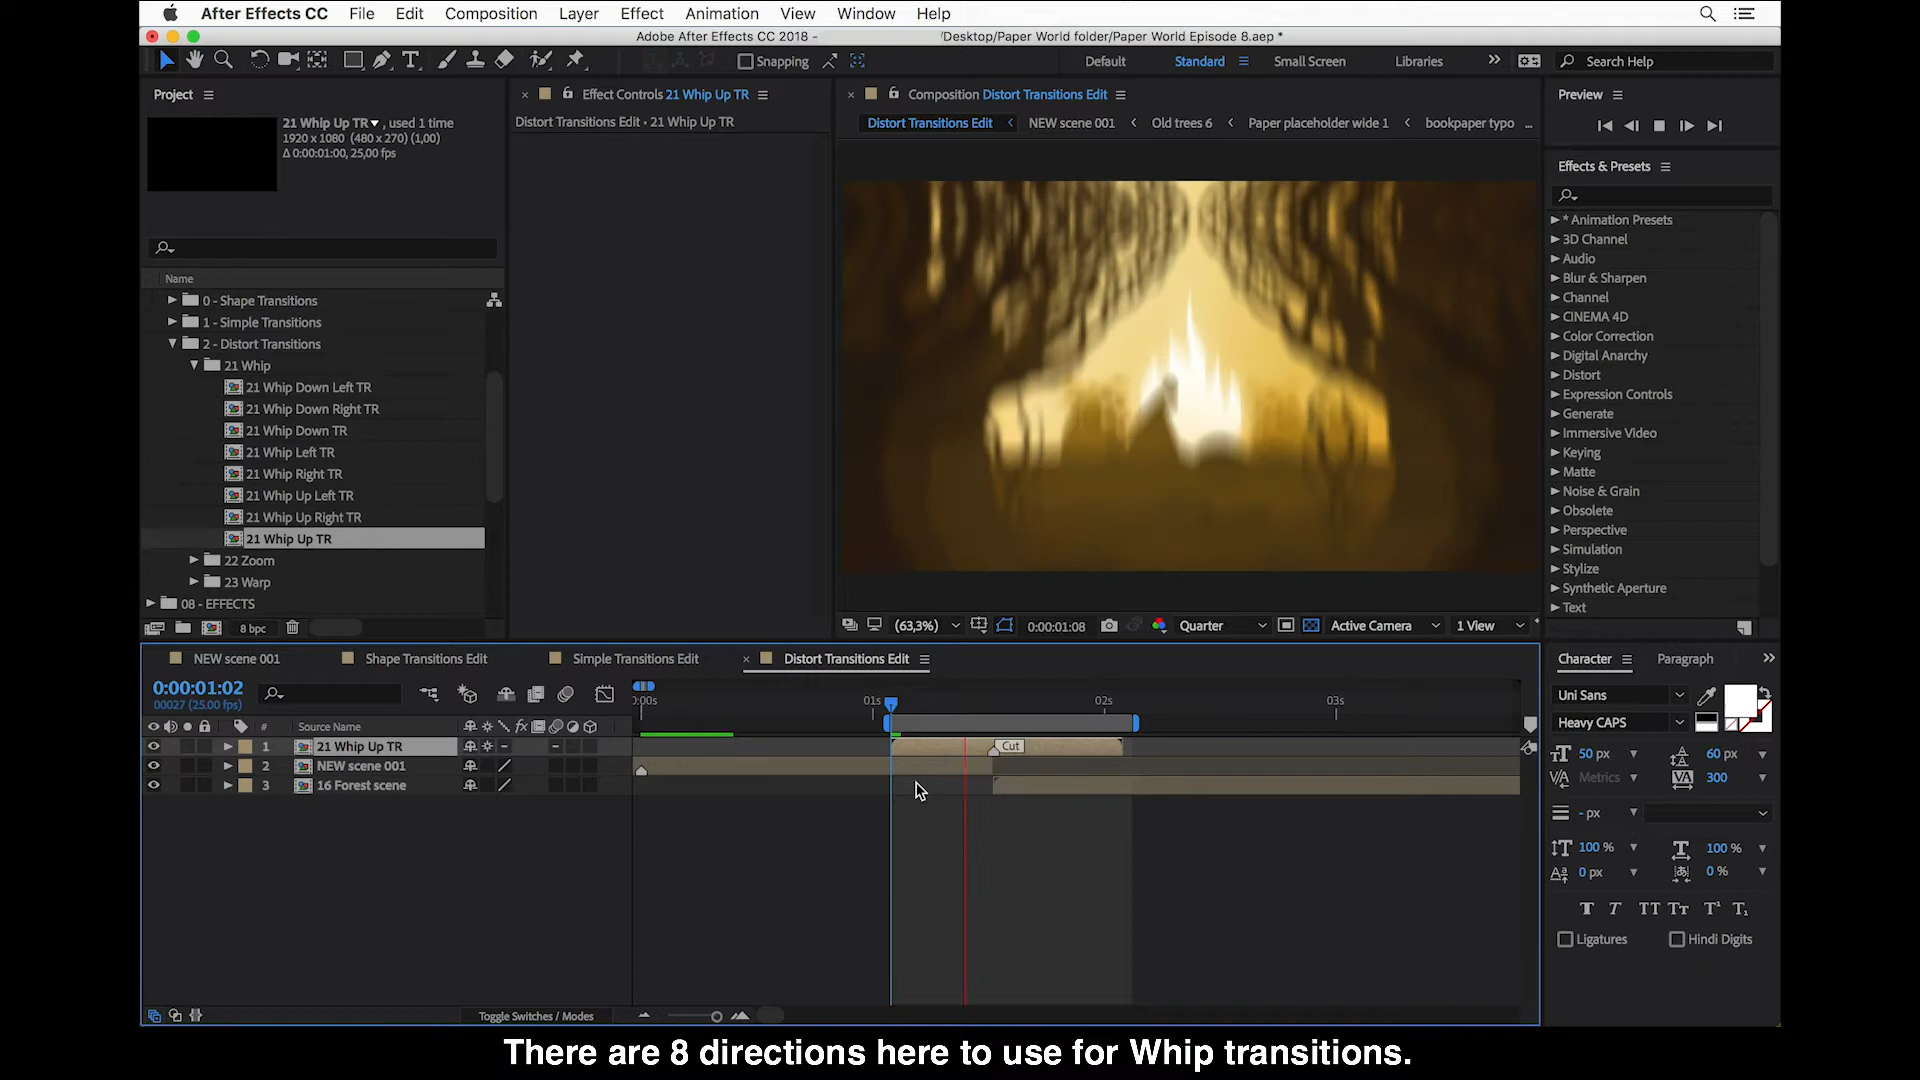 After Effects CC File Edit Composition Layer Effect Animation View Window Help
Adobe After Effects CC 2018 - /Desktop/Paper World folder/Paper World Episode 8.aep *
Snapping Default Standard Small Screen Libraries Search Help
Project
21 Whip Up TR , used 1 time
1920 x 1080 (480 x 270) (1,00)
Δ 0:00:01:00, 25,00 fps
Name
0 - Shape Transitions
1 - Simple Transitions
2 - Distort Transitions
21 Whip
21 Whip Down Left TR
21 Whip Down Right TR
21 Whip Down TR
21 Whip Left TR
21 Whip Right TR
21 Whip Up Left TR
21 Whip Up Right TR
21 Whip Up TR
22 Zoom
23 Warp
08 - EFFECTS
8 bpc
Effect Controls 21 Whip Up TR
Distort Transitions Edit • 21 Whip Up TR
Composition Distort Transitions Edit
Distort Transitions Edit NEW scene 001 Old trees 6 Paper placeholder wide 1 bookpaper typo ...
(63,3%) 0:00:01:08 Quarter Active Camera 1 View
Preview
Effects & Presets
* Animation Presets
3D Channel
Audio
Blur & Sharpen
Channel
CINEMA 4D
Color Correction
Digital Anarchy
Distort
Expression Controls
Generate
Immersive Video
Keying
Matte
Noise & Grain
Obsolete
Perspective
Simulation
Stylize
Synthetic Aperture
Text
NEW scene 001 Shape Transitions Edit Simple Transitions Edit Distort Transitions Edit
0:00:01:02
00027 (25.00 fps)
:00s 01s 02s 03s
# Source Name
1 21 Whip Up TR Cut
2 NEW scene 001
3 16 Forest scene
Toggle Switches / Modes
Character Paragraph
Uni Sans
Heavy CAPS
50 px 60 px
Metrics 300
- px
100 % 100 %
0 px 0 %
T T TT Tт T¹ T₁
Ligatures Hindi Digits
There are 8 directions here to use for Whip transitions.